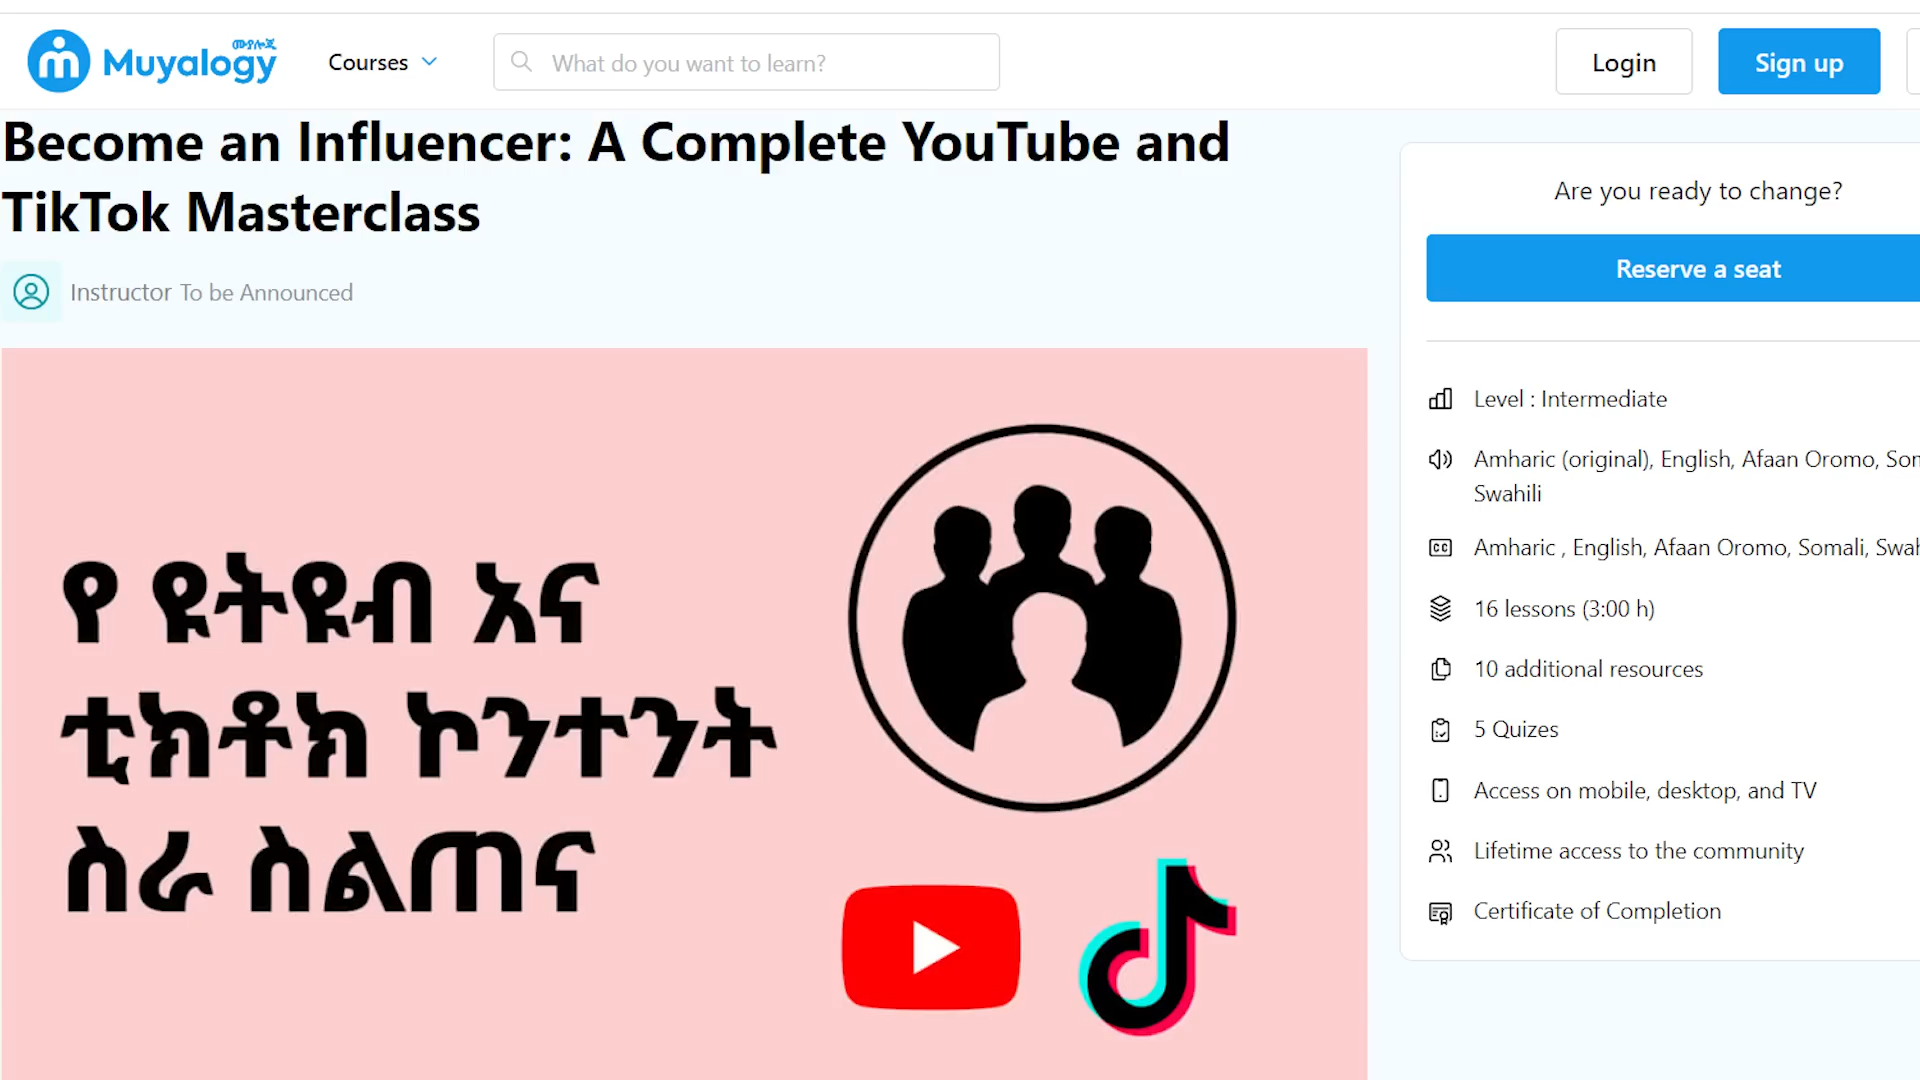 ሙያሎጂ
Muyalogy
Courses
What do you want to learn?
Login
Sign up
Become an Influencer: A Complete YouTube and
TikTok Masterclass
Instructor To be Announced
የ ዩትዩብ እና
ቲክቶክ ኮንተንት
ስራ ስልጠና
Are you ready to change?
Reserve a seat
Level : Intermediate
Amharic (original), English, Afaan Oromo,
Swahili
Amharic , English, Afaan Oromo, Somali,
16 lessons (3:00 h)
10 additional resources
5 Quizes
Access on mobile, desktop, and TV
Lifetime access to the community
Certificate of Completion